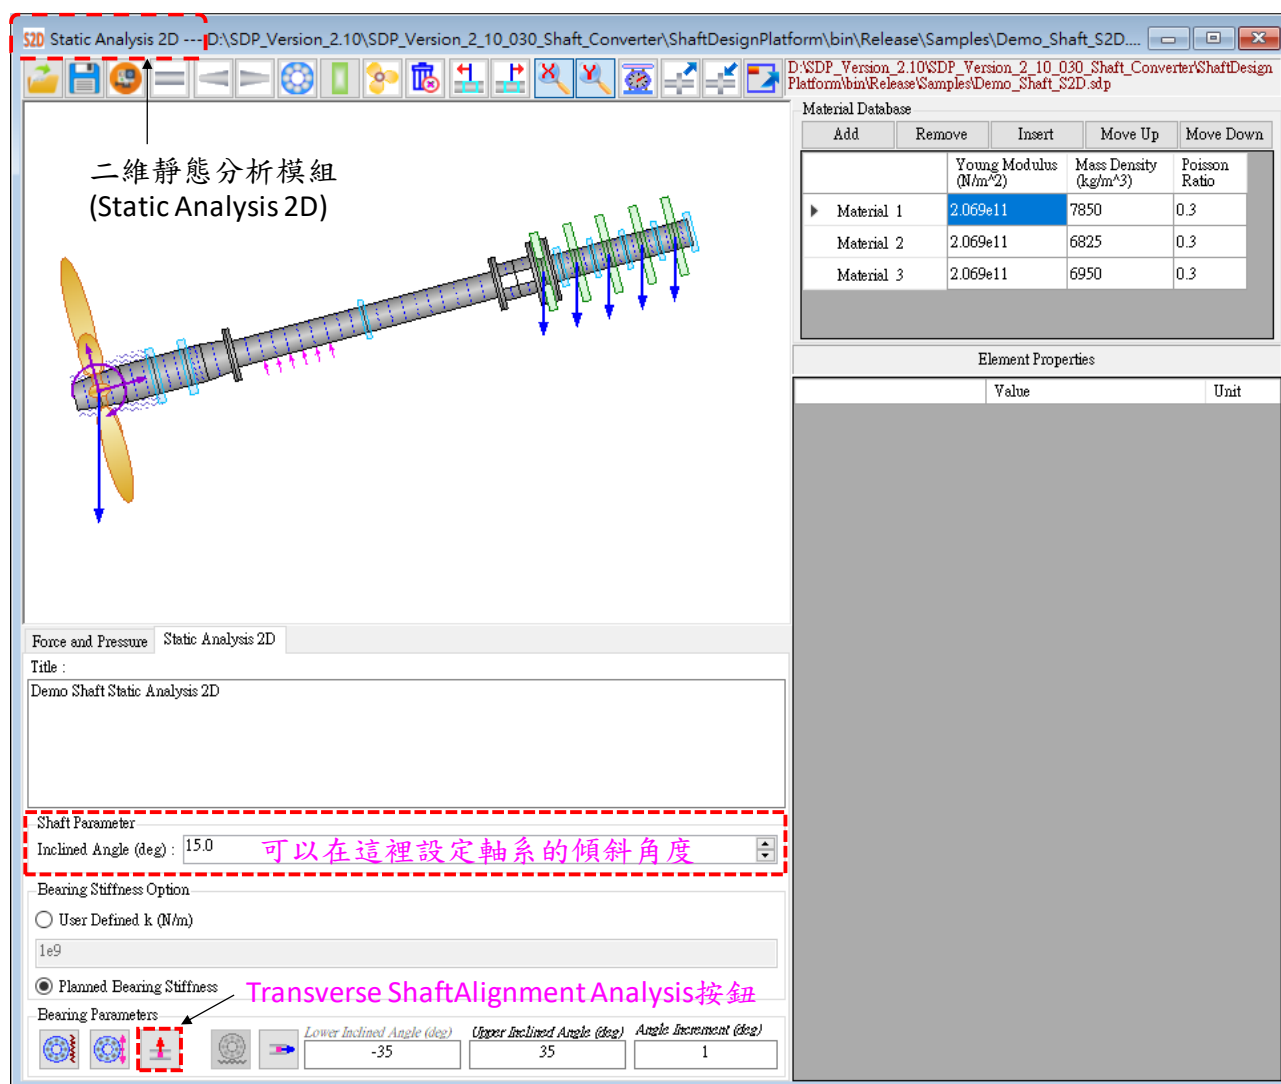 S2D Static Analysis 2D --- D:\SDP_Version_2.10\SDP_Version_2_10_030_Shaft_Converter\ShaftDesignPlatform\bin\Release\Samples\Demo_Shaft_S2D....
D:\SDP_Version_2.10\SDP_Version_2_10_030_Shaft_Converter\ShaftDesign
Platform\bin\Release\Samples\Demo_Shaft_S2D.sdp
二維靜態分析模組
(Static Analysis 2D)
Material Database
Add Remove Insert Move Up Move Down
Young Modulus (N/m^2) Mass Density (kg/m^3) Poisson Ratio
Material 1 2.069e11 7850 0.3
Material 2 2.069e11 6825 0.3
Material 3 2.069e11 6950 0.3
Element Properties
Value Unit
Force and Pressure Static Analysis 2D
Title :
Demo Shaft Static Analysis 2D
Shaft Parameter
Inclined Angle (deg) : 15.0 可以在這裡設定軸系的傾斜角度
Bearing Stiffness Option
User Defined k (N/m)
1e9
Planned Bearing Stiffness
Transverse ShaftAlignment Analysis按鈕
Bearing Parameters
Lower Inclined Angle (deg) Upper Inclined Angle (deg) Angle Increment (deg)
-35 35 1